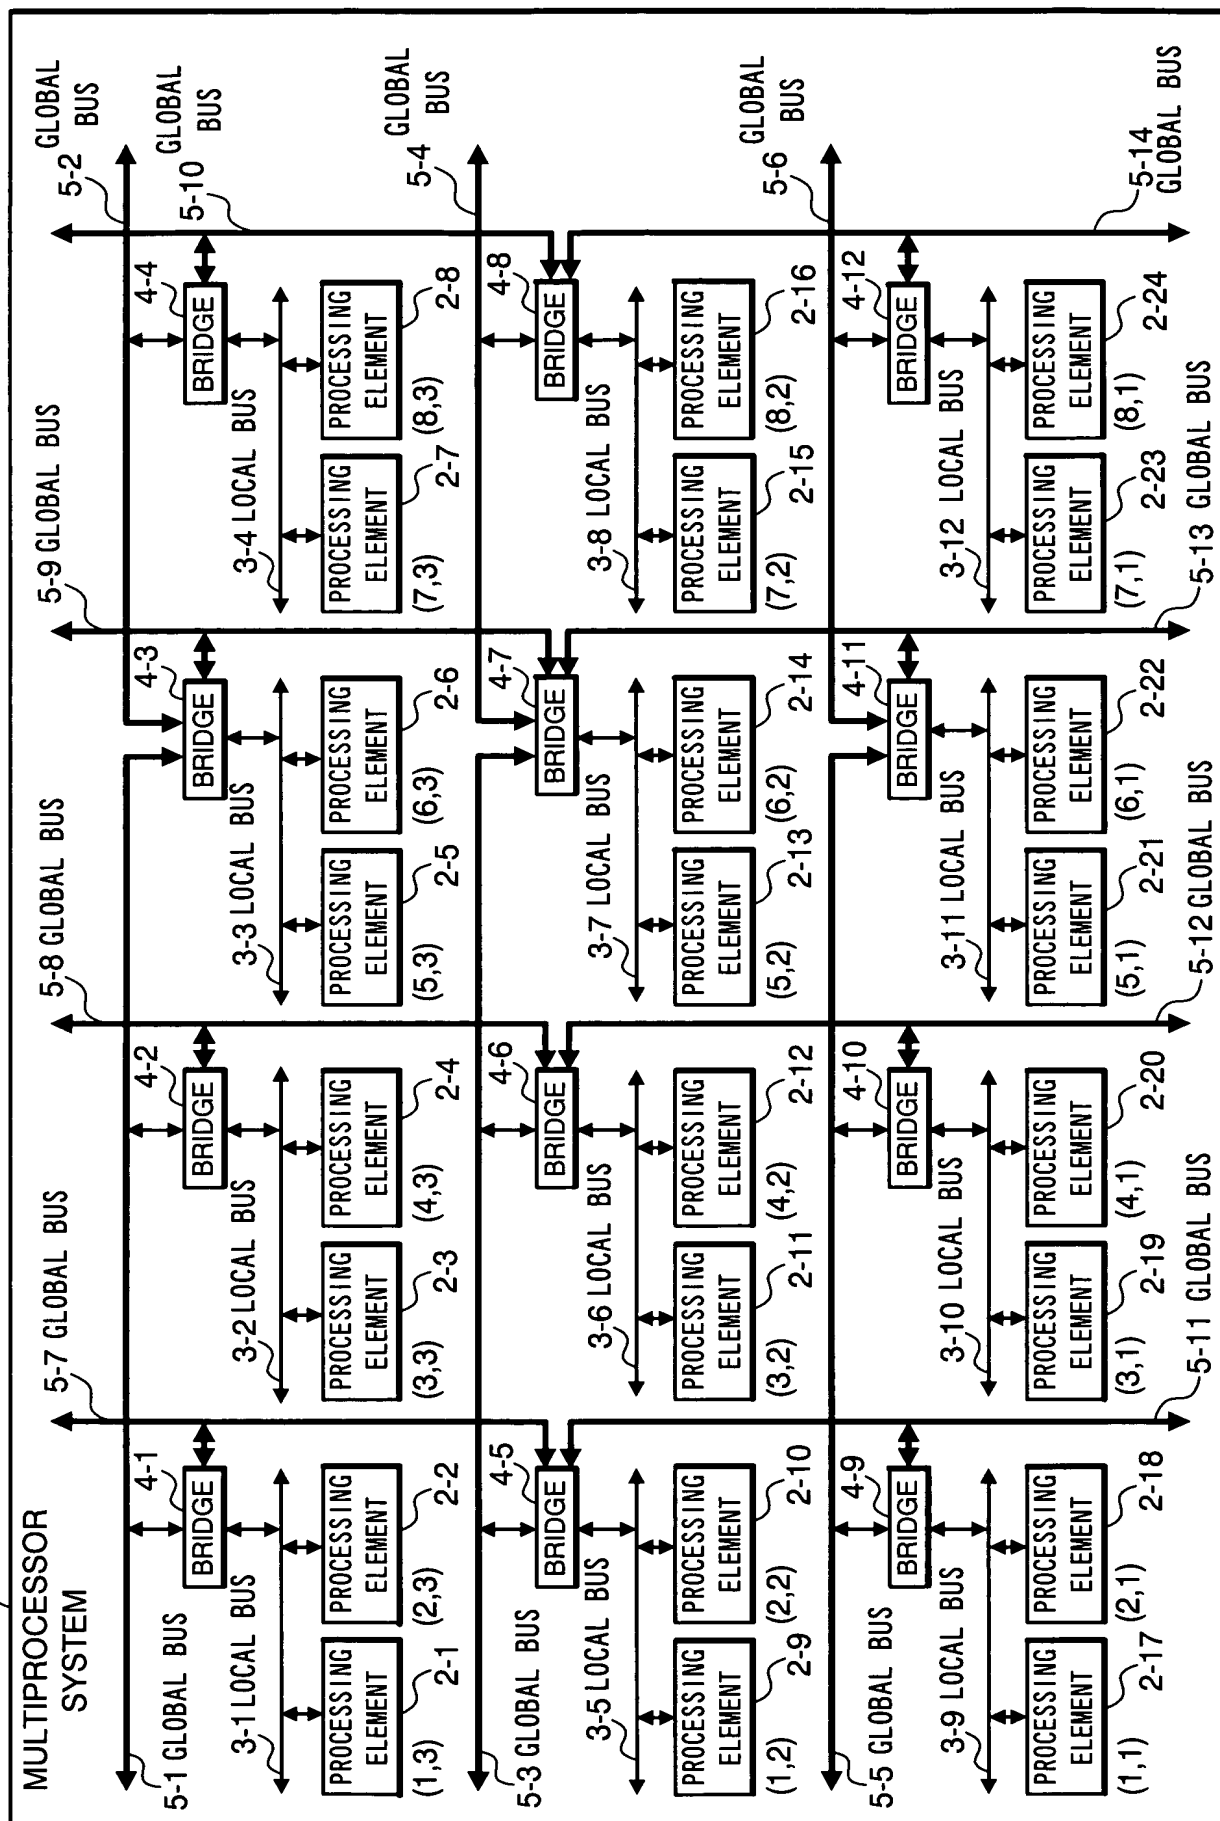 MULTIPROCESSOR
SYSTEM
5-7 GLOBAL BUS
5-8 GLOBAL BUS
5-9 GLOBAL BUS
GLOBAL
BUS
5-2
5-1 GLOBAL BUS
4-1
BRIDGE
4-2
BRIDGE
4-3
BRIDGE
4-4
BRIDGE
5-10
GLOBAL
BUS
3-1 LOCAL BUS
3-2 LOCAL BUS
3-3 LOCAL BUS
3-4 LOCAL BUS
PROCESSING
ELEMENT
PROCESSING
ELEMENT
PROCESSING
ELEMENT
PROCESSING
ELEMENT
PROCESSING
ELEMENT
PROCESSING
ELEMENT
PROCESSING
ELEMENT
PROCESSING
ELEMENT
(1,3)
2-1
(2,3)
2-2
(3,3)
2-3
(4,3)
2-4
(5,3)
2-5
(6,3)
2-6
(7,3)
2-7
(8,3)
2-8
GLOBAL
BUS
5-4
5-3 GLOBAL BUS
4-5
BRIDGE
4-6
BRIDGE
4-7
BRIDGE
4-8
BRIDGE
3-5 LOCAL BUS
3-6 LOCAL BUS
3-7 LOCAL BUS
3-8 LOCAL BUS
PROCESSING
ELEMENT
PROCESSING
ELEMENT
PROCESSING
ELEMENT
PROCESSING
ELEMENT
PROCESSING
ELEMENT
PROCESSING
ELEMENT
PROCESSING
ELEMENT
PROCESSING
ELEMENT
(1,2)
2-9
(2,2)
2-10
(3,2)
2-11
(4,2)
2-12
(5,2)
2-13
(6,2)
2-14
(7,2)
2-15
(8,2)
2-16
GLOBAL
BUS
5-6
5-5 GLOBAL BUS
4-9
BRIDGE
4-10
BRIDGE
4-11
BRIDGE
4-12
BRIDGE
3-9 LOCAL BUS
3-10 LOCAL BUS
3-11 LOCAL BUS
3-12 LOCAL BUS
PROCESSING
ELEMENT
PROCESSING
ELEMENT
PROCESSING
ELEMENT
PROCESSING
ELEMENT
PROCESSING
ELEMENT
PROCESSING
ELEMENT
PROCESSING
ELEMENT
PROCESSING
ELEMENT
(1,1)
2-17
(2,1)
2-18
(3,1)
2-19
(4,1)
2-20
(5,1)
2-21
(6,1)
2-22
(7,1)
2-23
(8,1)
2-24
5-11 GLOBAL BUS
5-12 GLOBAL BUS
5-13 GLOBAL BUS
5-14
GLOBAL BUS